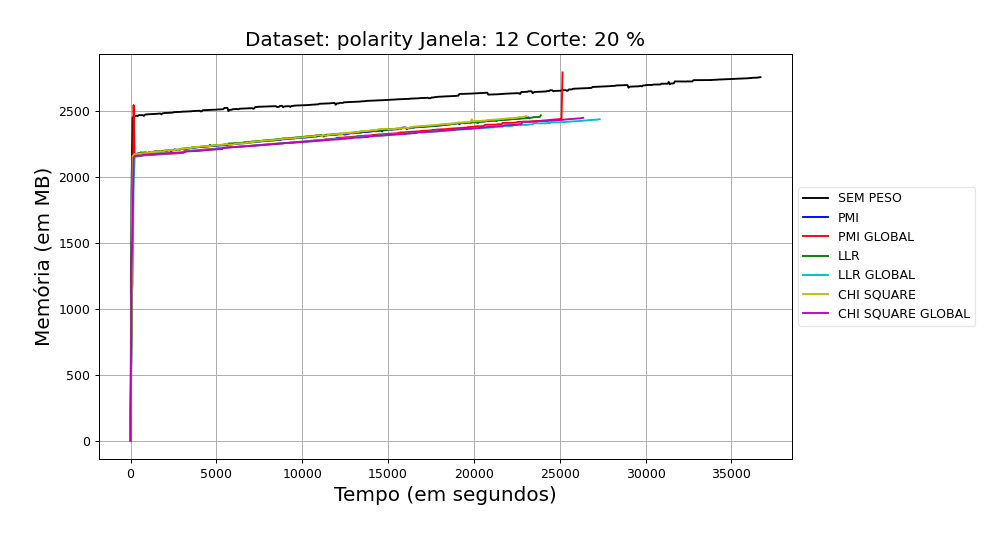 Dataset: polarity Janela: 12 Corte: 20 %
Memória (em MB)
2500
2000
1500
1000
500
0
0 5000 10000 15000 20000 25000 30000 35000
Tempo (em segundos)
SEM PESO
PMI
PMI GLOBAL
LLR
LLR GLOBAL
CHI SQUARE
CHI SQUARE GLOBAL